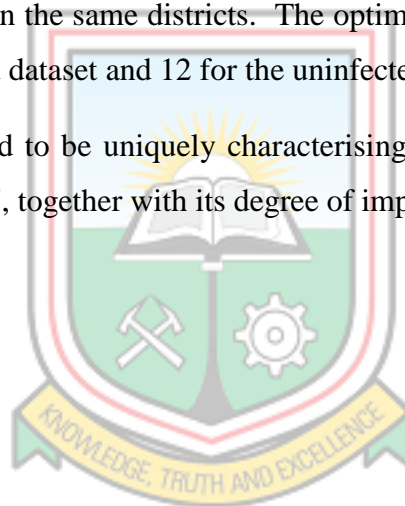 n the same districts. The optim
dataset and 12 for the uninfecte
d to be uniquely characterising
, together with its degree of imp
KNOWLEDGE, TRUTH AND EXCELLENCE